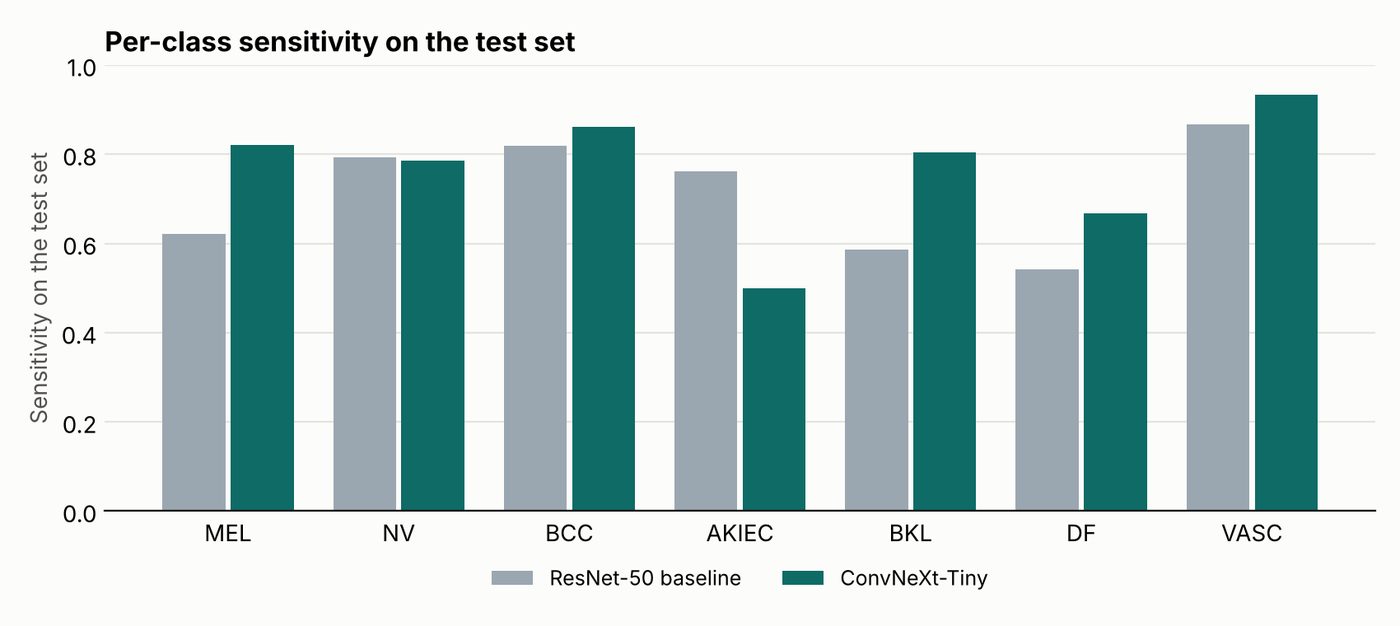 Per-class sensitivity on the test set
Sensitivity on the test set
1.0
0.8
0.6
0.4
0.2
0.0
MEL NV BCC AKIEC BKL DF VASC
ResNet-50 baseline ConvNeXt-Tiny